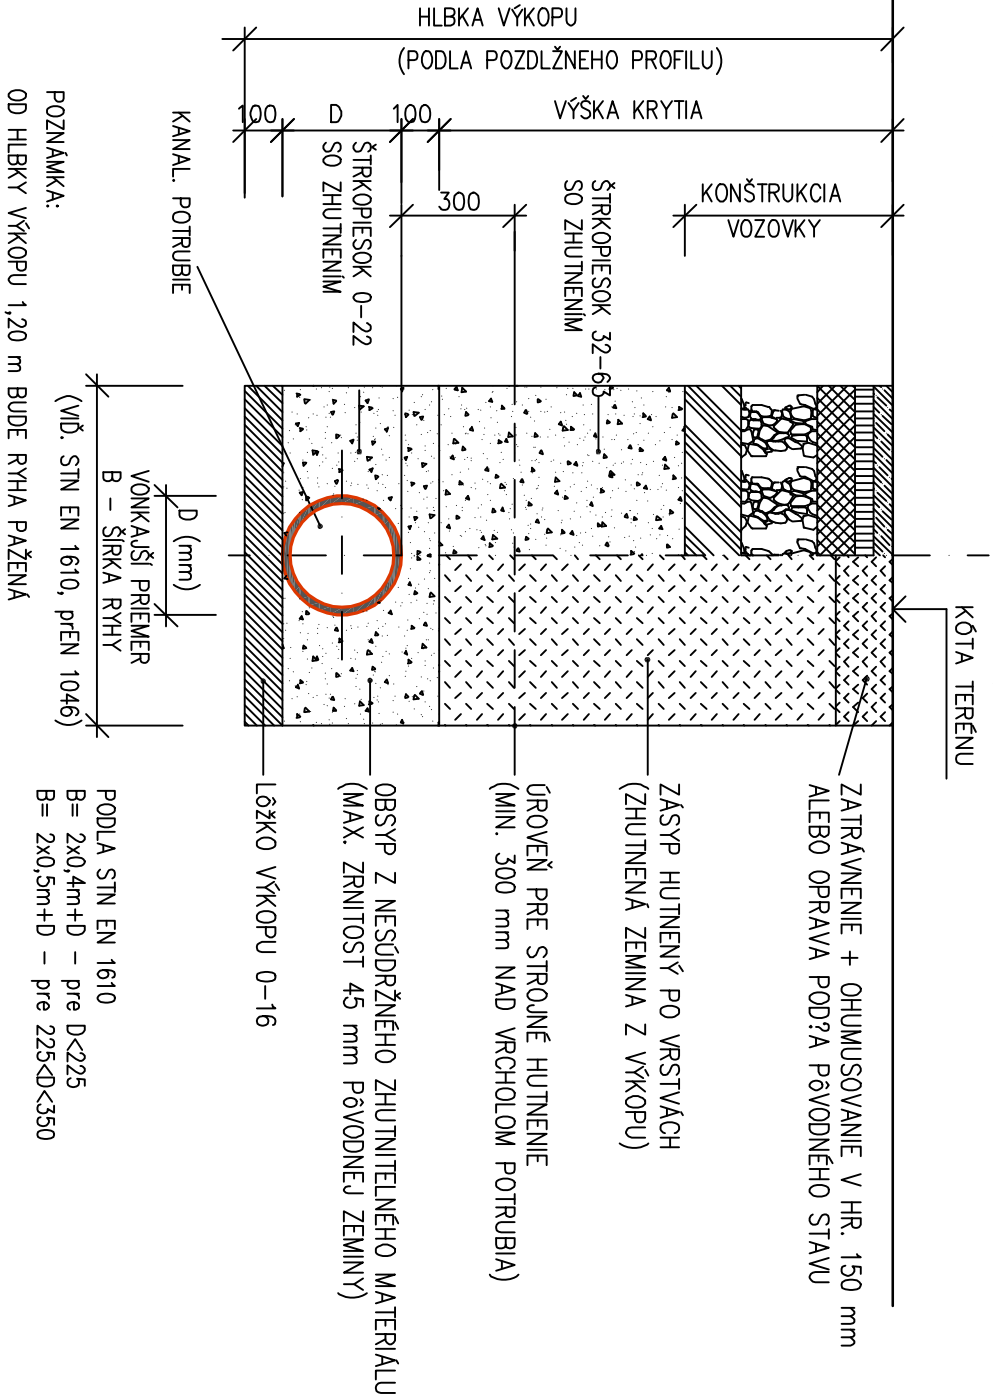 HLBKA VÝKOPU
(PODLA POZDLŽNEHO PROFILU)
100
D
100
VÝŠKA KRYTIA
300
KONŠTRUKCIA
VOZOVKY
KANAL. POTRUBIE
ŠTRKOPIESOK 0-22
SO ZHUTNENÍM
ŠTRKOPIESOK 32-63
SO ZHUTNENÍM
KÓTA TERÉNU
ZATRÁVNENIE + OHUMUSOVANIE V HR. 150 mm
ALEBO OPRAVA POD?A PôVODNÉHO STAVU
ZÁSYP HUTNENÝ PO VRSTVÁCH
(ZHUTNENÁ ZEMINA Z VÝKOPU)
ÚROVEŇ PRE STROJNÉ HUTNENIE
(MIN. 300 mm NAD VRCHOLOM POTRUBIA)
OBSYP Z NESÚDRŽNÉHO ZHUTNITELNÉHO MATERIÁLU
(MAX. ZRNITOST 45 mm PôVODNEJ ZEMINY)
LôŽKO VÝKOPU 0-16
D (mm)
VONKAJŠÍ PRIEMER
B - ŠÍRKA RYHY
(VIĎ. STN EN 1610, prEN 1046)
PODLA STN EN 1610
B= 2x0,4m+D - pre D<225
B= 2x0,5m+D - pre 225<D<350
POZNÁMKA:
OD HLBKY VÝKOPU 1,20 m BUDE RYHA PAŽENÁ